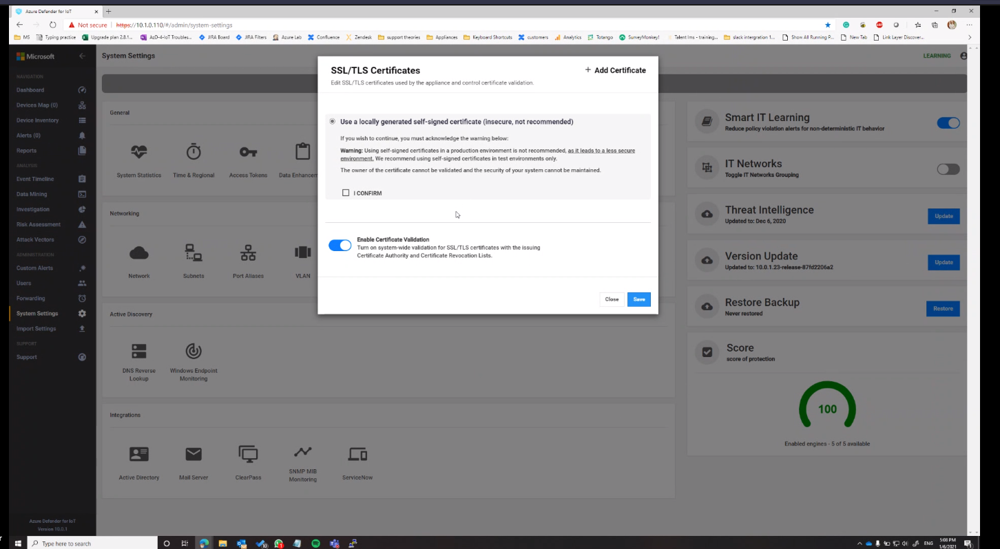 Azure Defender for IoT
Not secure | https://10.1.0.110/#/admin/system-settings
MS Typing practice Upgrade plan 2.8.1... AzD-4-IoT Troubles... JIRA Board JIRA Filters Azure Lab Confluence Zendesk support theories Appliances Keyboard Shortcuts customers Analytics Totango SurveyMonkey! Talent lms - training... slack intergration 1... Show All Running P... New Tab Link Layer Discover...
Microsoft
System Settings
LEARNING
NAVIGATION
Dashboard
Devices Map (0)
Device Inventory
Alerts (0)
Reports
ANALYSIS
Event Timeline
Data Mining
Investigation
Risk Assessment
Attack Vectors
ADMINISTRATION
Custom Alerts
Users
Forwarding
System Settings
Import Settings
SUPPORT
Support
Azure Defender for IoT
Version 10.0.1
General
System Statistics
Time & Regional
Access Tokens
Data Enhancem
Networking
Network
Subnets
Port Aliases
VLAN
Active Discovery
DNS Reverse
Lookup
Windows Endpoint
Monitoring
Integrations
Active Directory
Mail Server
ClearPass
SNMP MIB
Monitoring
ServiceNow
SSL/TLS Certificates
+ Add Certificate
Edit SSL/TLS certificates used by the appliance and control certificate validation.
Use a locally generated self-signed certificate (insecure, not recommended)
If you wish to continue, you must acknowledge the warning below:
Warning: Using self-signed certificates in a production environment is not recommended, as it leads to a less secure
environment. We recommend using self-signed certificates in test environments only.
The owner of the certificate cannot be validated and the security of your system cannot be maintained.
I CONFIRM
Enable Certificate Validation
Turn on system-wide validation for SSL/TLS certificates with the issuing
Certificate Authority and Certificate Revocation Lists.
Close
Save
Smart IT Learning
Reduce policy violation alerts for non-deterministic IT behavior
IT Networks
Toggle IT Networks Grouping
Threat Intelligence
Updated to: Dec 6, 2020
Update
Version Update
Updated to: 10.0.1.23-release-87fd2206a2
Update
Restore Backup
Never restored
Restore
Score
score of protection
100
Enabled engines - 5 of 5 available
Type here to search
ENG
5:08 PM
1/6/2021